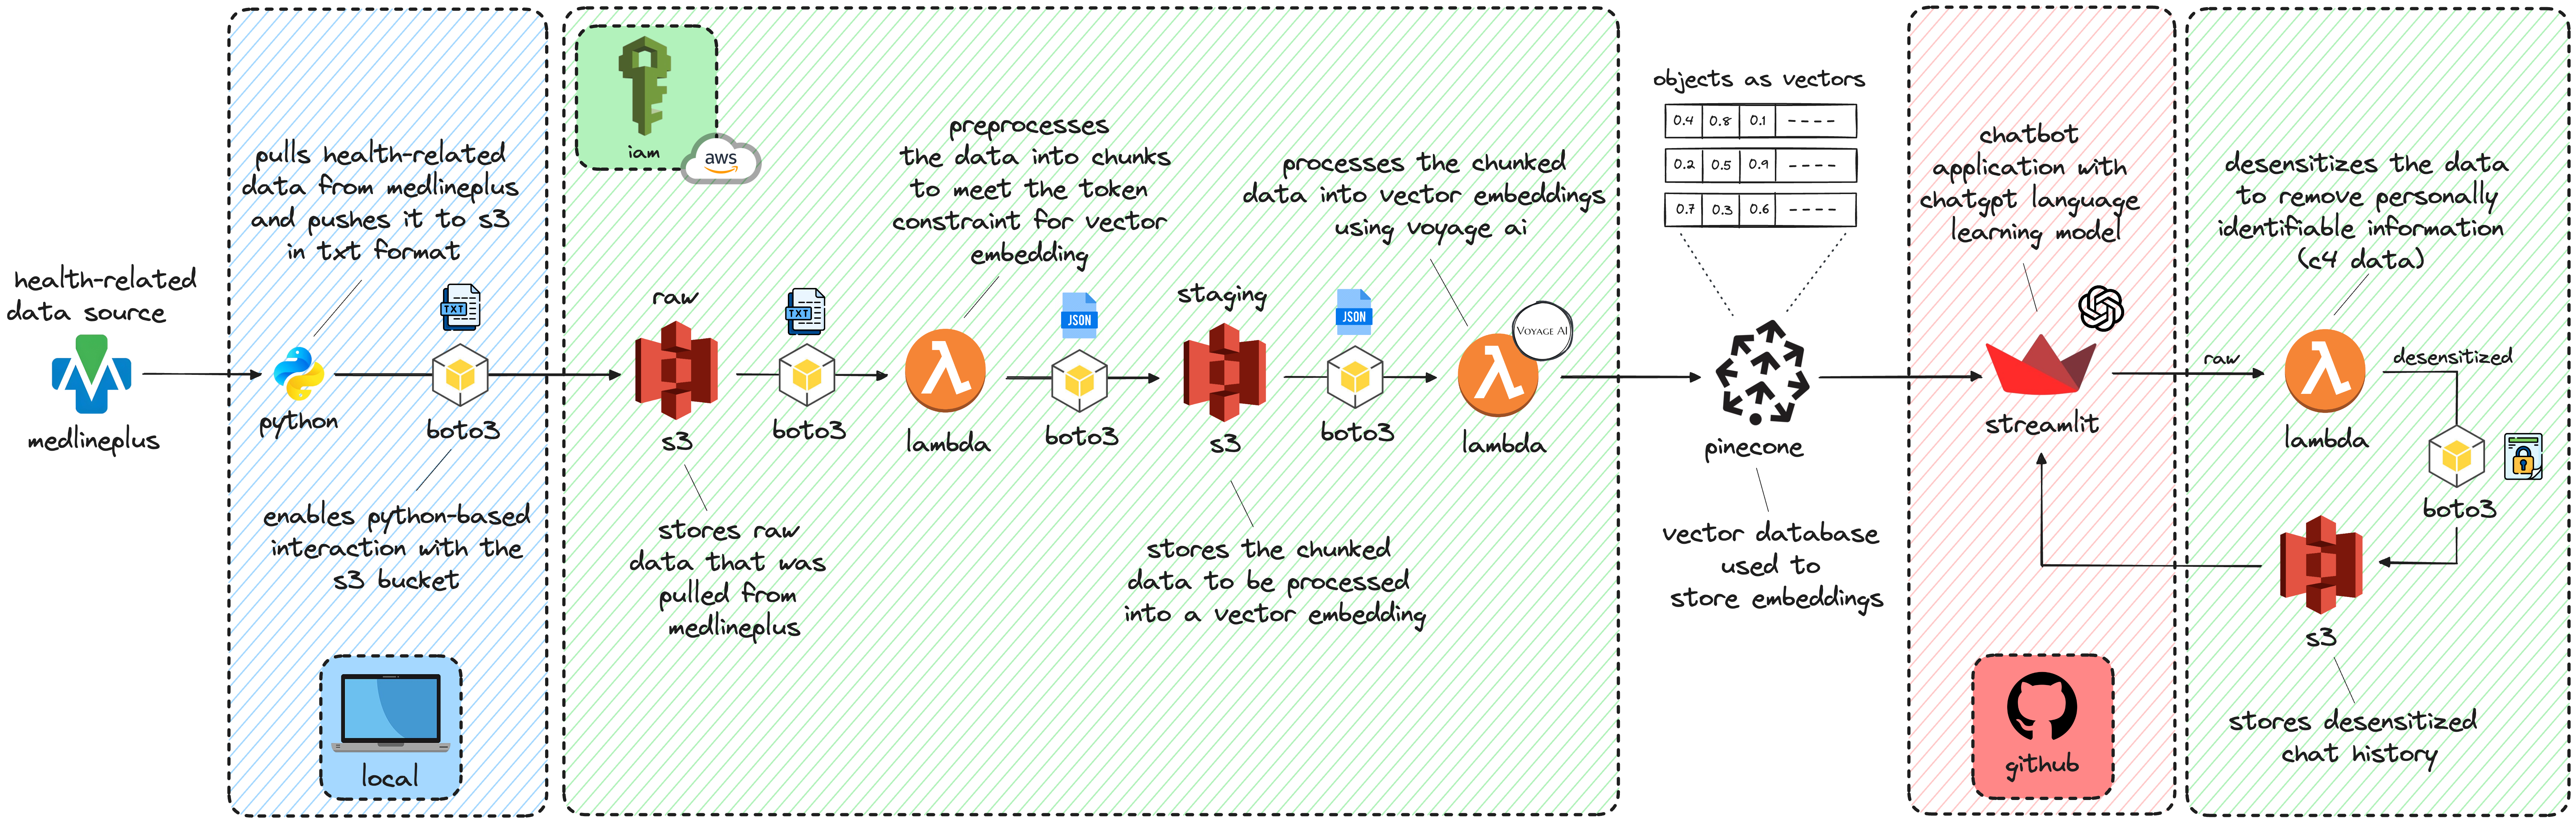 health-related
data source
medlineplus
pulls health-related
data from medlineplus
and pushes it to s3
in txt format
TXT
python
boto3
enables python-based
interaction with the
s3 bucket
local
iam
aws
raw
s3
stores raw
data that was
pulled from
medlineplus
TXT
boto3
preprocesses
the data into chunks
to meet the token
constraint for vector
embedding
lambda
JSON
boto3
staging
s3
stores the chunked
data to be processed
into a vector embedding
JSON
boto3
processes the chunked
data into vector embeddings
using voyage ai
VOYAGE AI
lambda
objects as vectors
0.4 0.8 0.1 ----
0.2 0.5 0.9 ----
0.7 0.3 0.6 ----
pinecone
vector database
used to
store embeddings
chatbot
application with
chatgpt language
learning model
streamlit
github
raw
desensitizes the data
to remove personally
identifiable information
(c4 data)
lambda
desensitized
boto3
s3
stores desensitized
chat history